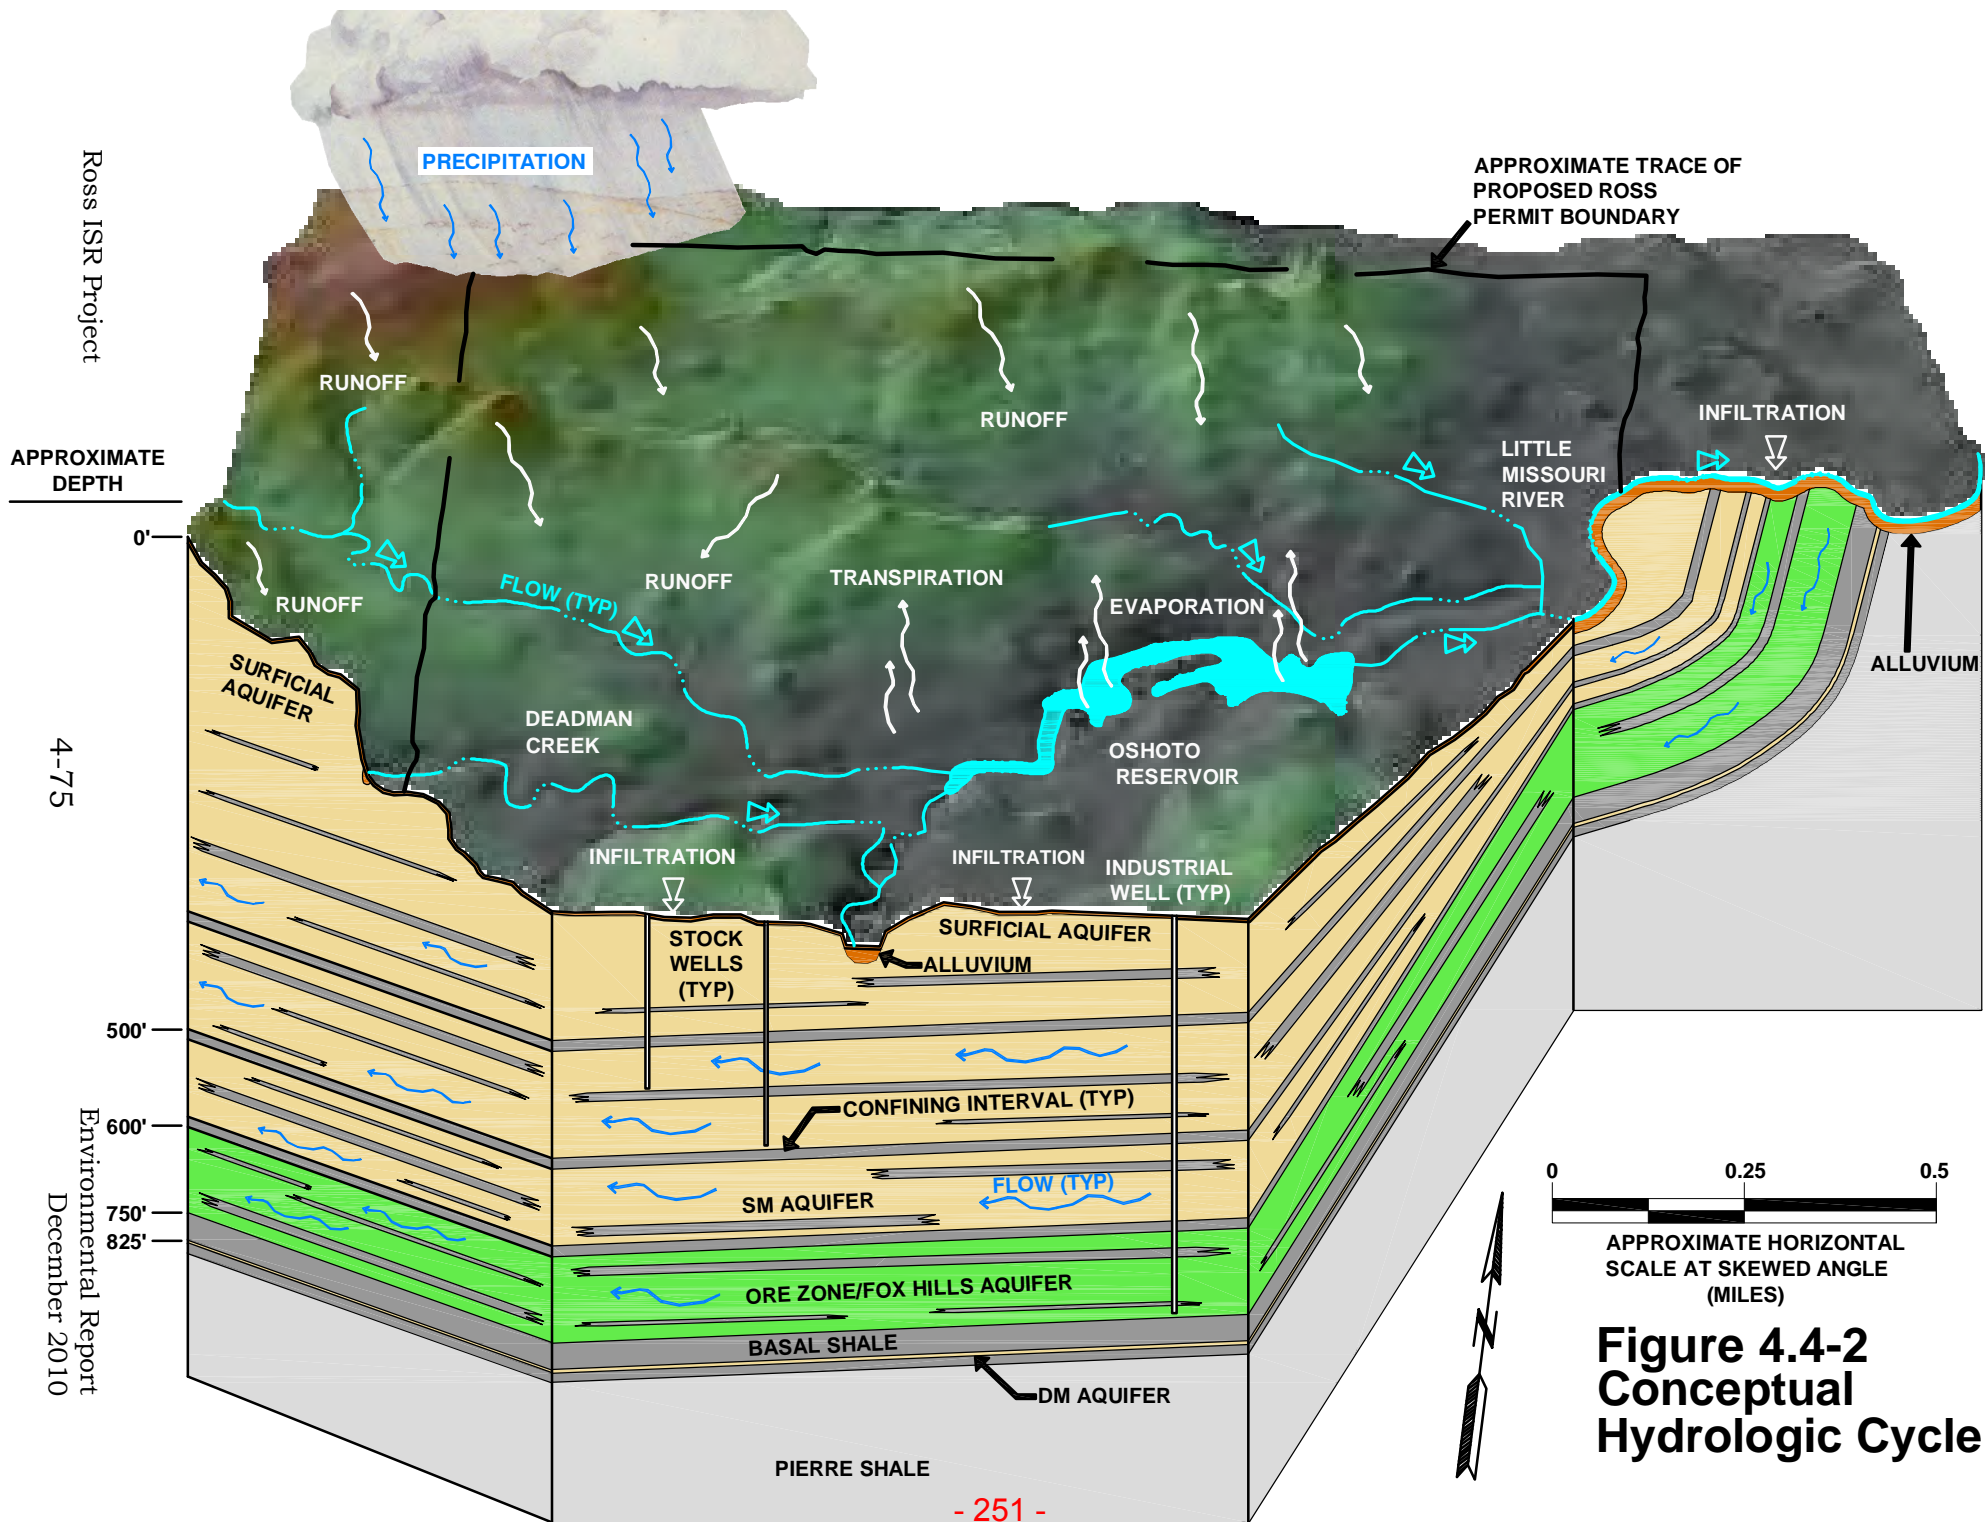 Ross ISR Project
4-75
Environmental Report
December 2010
PRECIPITATION
APPROXIMATE TRACE OF
PROPOSED ROSS
PERMIT BOUNDARY
RUNOFF
RUNOFF
INFILTRATION
LITTLE
MISSOURI
RIVER
APPROXIMATE
DEPTH
0'
500'
600'
750'
825'
RUNOFF
FLOW (TYP)
RUNOFF
TRANSPIRATION
EVAPORATION
ALLUVIUM
SURFICIAL
AQUIFER
DEADMAN
CREEK
OSHOTO
RESERVOIR
INFILTRATION
INFILTRATION
INDUSTRIAL
WELL (TYP)
STOCK
WELLS
(TYP)
SURFICIAL AQUIFER
ALLUVIUM
CONFINING INTERVAL (TYP)
FLOW (TYP)
SM AQUIFER
ORE ZONE/FOX HILLS AQUIFER
BASAL SHALE
DM AQUIFER
PIERRE SHALE
0 0.25 0.5
APPROXIMATE HORIZONTAL
SCALE AT SKEWED ANGLE
(MILES)
N
Figure 4.4-2
Conceptual
Hydrologic Cycle
- 251 -